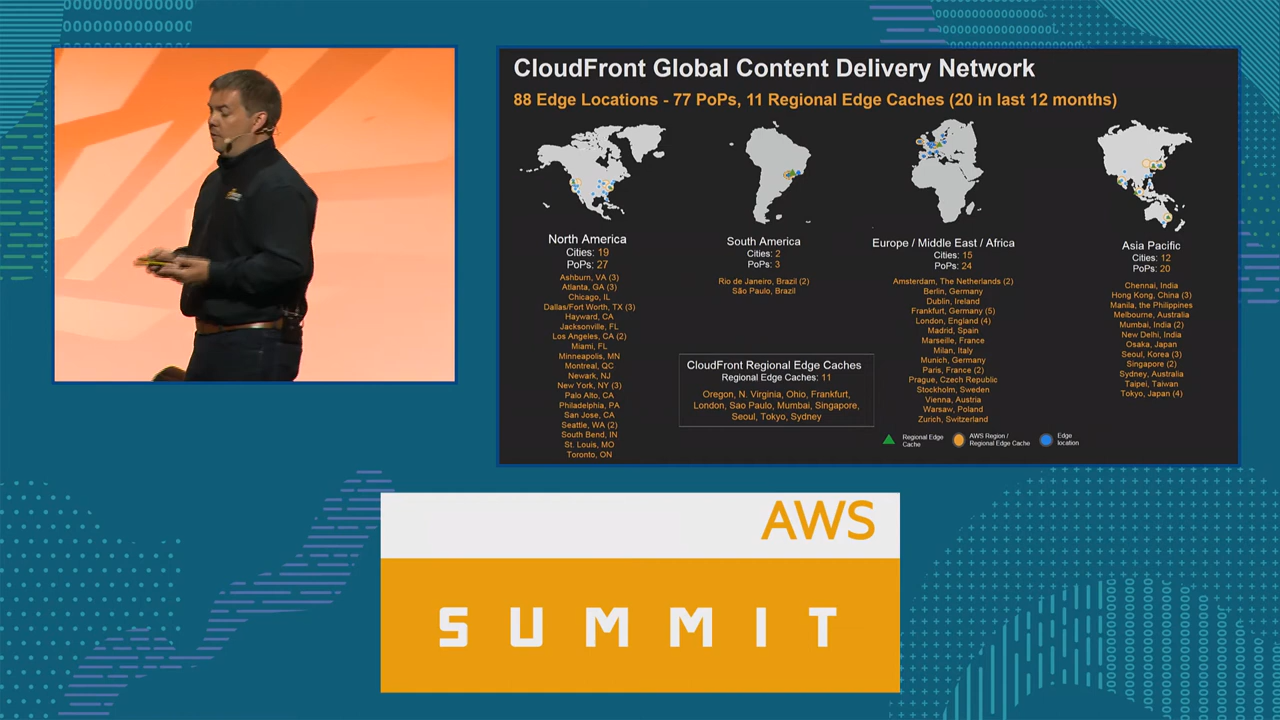 CloudFront Global Content Delivery Network
88 Edge Locations - 77 PoPs, 11 Regional Edge Caches (20 in last 12 months)
North America
Cities: 19
PoPs: 27
Ashburn, VA (3)
Atlanta, GA (3)
Chicago, IL
Dallas/Fort Worth, TX (3)
Hayward, CA
Jacksonville, FL
Los Angeles, CA (2)
Miami, FL
Minneapolis, MN
Montreal, QC
Newark, NJ
New York, NY (3)
Palo Alto, CA
Philadelphia, PA
San Jose, CA
Seattle, WA (2)
South Bend, IN
St. Louis, MO
Toronto, ON
South America
Cities: 2
PoPs: 3
Rio de Janeiro, Brazil (2)
São Paulo, Brazil
CloudFront Regional Edge Caches
Regional Edge Caches: 11
Oregon, N. Virginia, Ohio, Frankfurt,
London, Sao Paulo, Mumbai, Singapore,
Seoul, Tokyo, Sydney
Europe / Middle East / Africa
Cities: 15
PoPs: 24
Amsterdam, The Netherlands (2)
Berlin, Germany
Dublin, Ireland
Frankfurt, Germany (5)
London, England (4)
Madrid, Spain
Marseille, France
Milan, Italy
Munich, Germany
Paris, France (2)
Prague, Czech Republic
Stockholm, Sweden
Vienna, Austria
Warsaw, Poland
Zurich, Switzerland
Asia Pacific
Cities: 12
PoPs: 20
Chennai, India
Hong Kong, China (3)
Manila, the Philippines
Melbourne, Australia
Mumbai, India (2)
New Delhi, India
Osaka, Japan
Seoul, Korea (3)
Singapore (2)
Sydney, Australia
Taipei, Taiwan
Tokyo, Japan (4)
Regional Edge
Cache
AWS Region /
Regional Edge Cache
Edge
location
AWS
SUMMIT